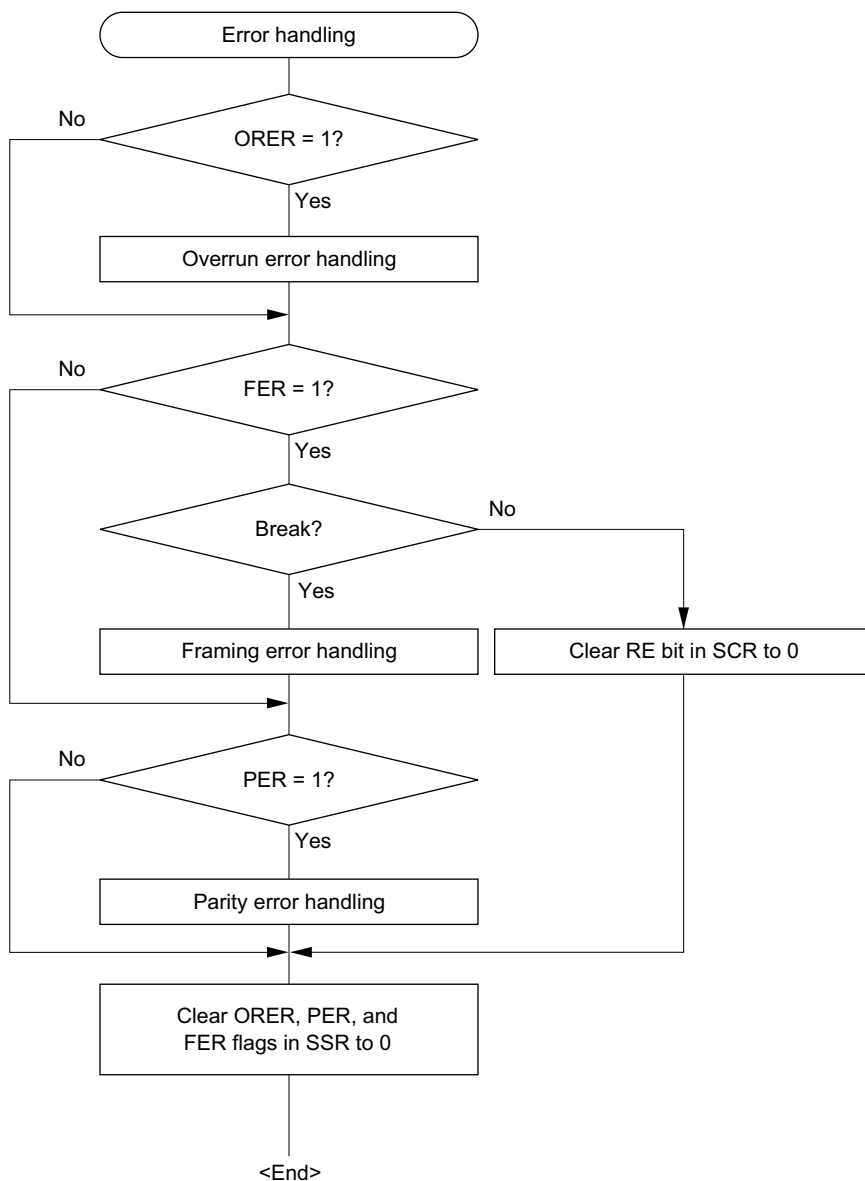 Error handling
No
ORER = 1?
Yes
Overrun error handling
No
FER = 1?
Yes
Break?
No
Yes
Framing error handling
Clear RE bit in SCR to 0
No
PER = 1?
Yes
Parity error handling
Clear ORER, PER, and
FER flags in SSR to 0
<End>